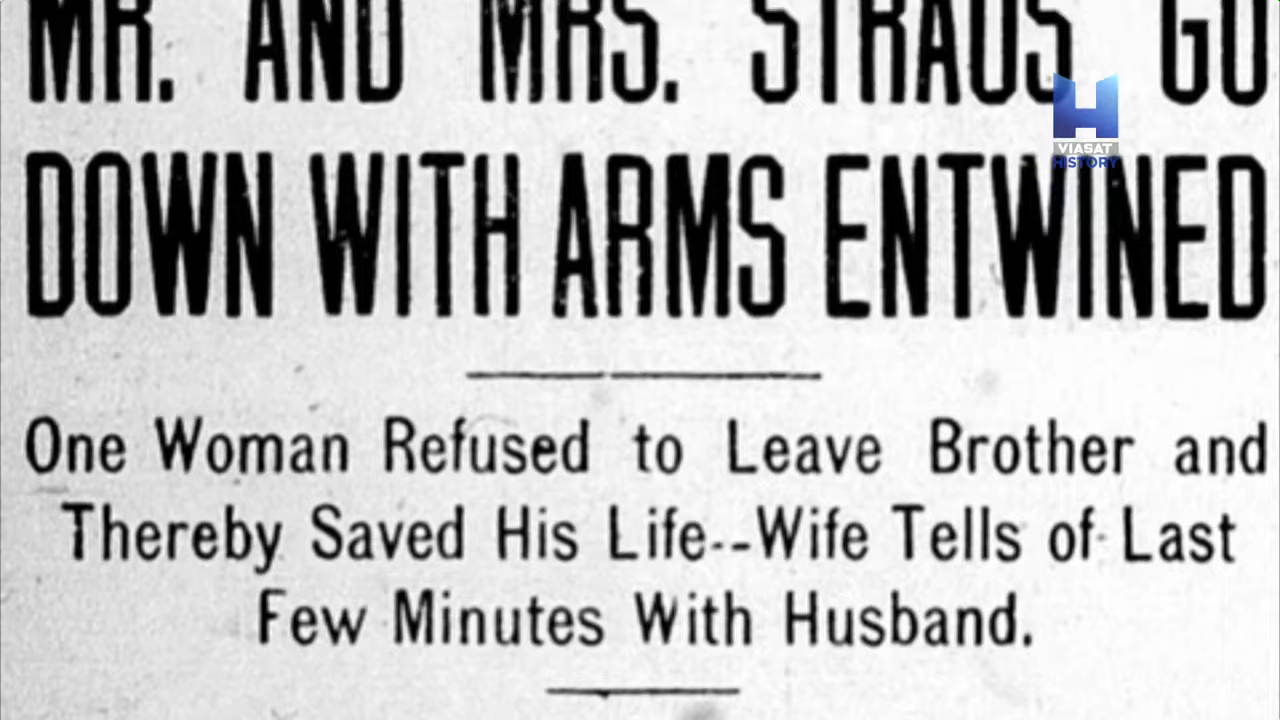 MR. AND MRS. STRAUS GO
VIASAT
HISTORY
DOWN WITH ARMS ENTWINED
One Woman Refused to Leave Brother and
Thereby Saved His Life--Wife Tells of Last
Few Minutes With Husband.